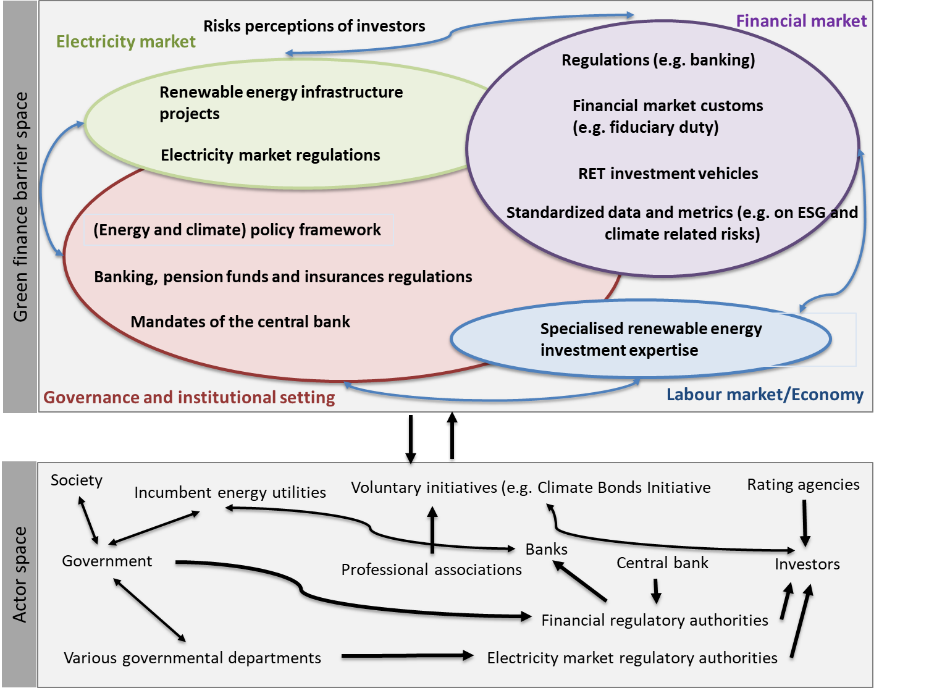 Green finance barrier space
Electricity market
Risks perceptions of investors
Financial market
Renewable energy infrastructure
projects
Electricity market regulations
Regulations (e.g. banking)
Financial market customs
(e.g. fiduciary duty)
RET investment vehicles
Standardized data and metrics (e.g. on ESG and
climate related risks)
(Energy and climate) policy framework
Banking, pension funds and insurances regulations
Mandates of the central bank
Specialised renewable energy
investment expertise
Governance and institutional setting
Labour market/Economy
Actor space
Society
Incumbent energy utilities
Voluntary initiatives (e.g. Climate Bonds Initiative
Rating agencies
Government
Professional associations
Banks
Central bank
Investors
Financial regulatory authorities
Various governmental departments
Electricity market regulatory authorities